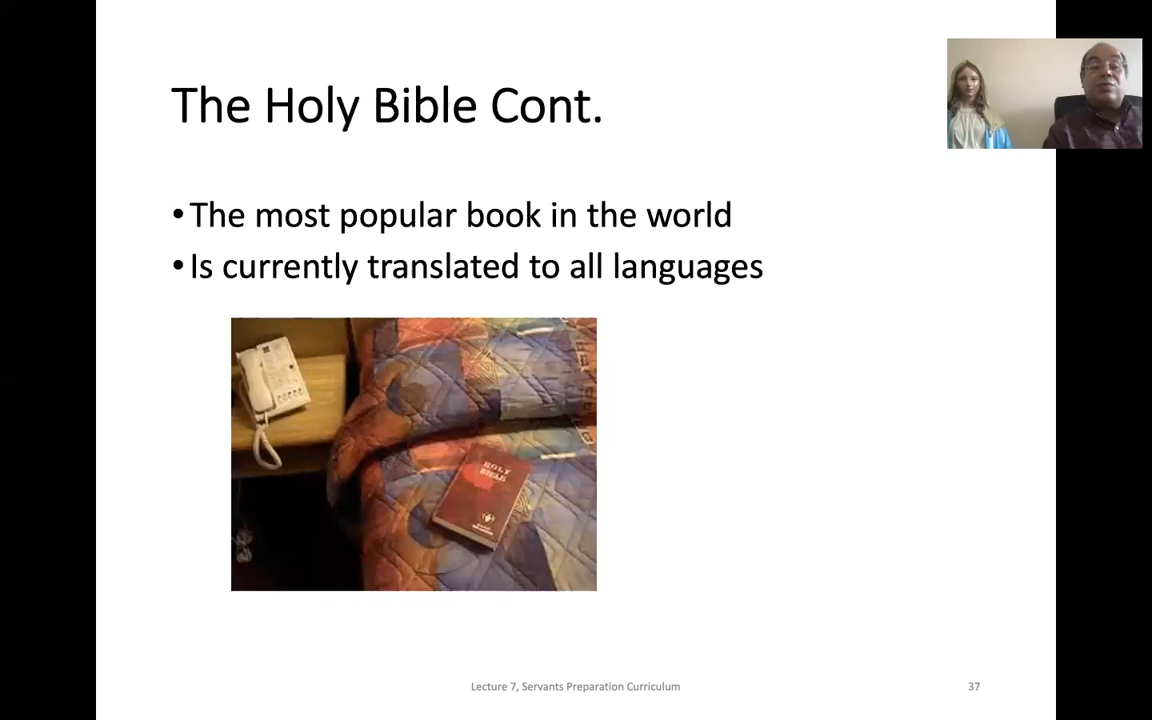 The Holy Bible Cont.
• The most popular book in the world
• Is currently translated to all languages
HOLY
BIBLE
Lecture 7, Servants Preparation Curriculum
37